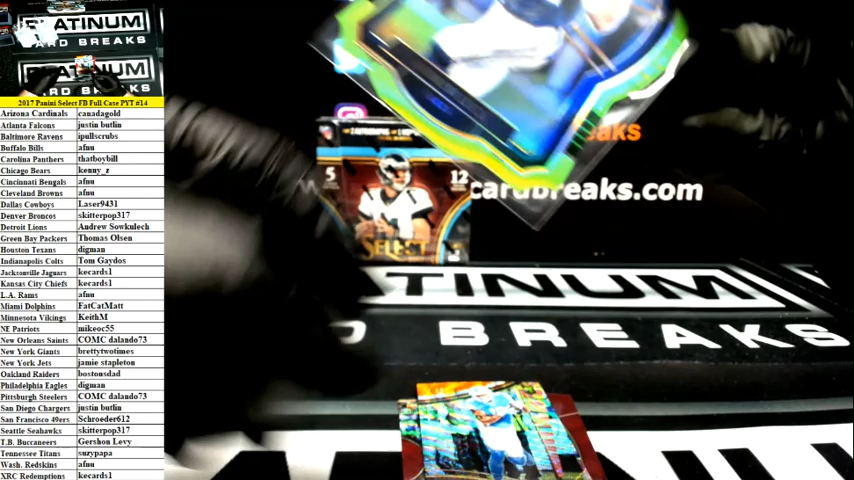 PLATINUM
CARD BREAKS
PLATINUM
RD BREAKS
2017 Panini Select FB Full Case PYT #14
Arizona Cardinals canadagold
Atlanta Falcons justin butlin
Baltimore Ravens ipullscrubs
Buffalo Bills afnu
Carolina Panthers thatboybill
Chicago Bears kenny_z
Cincinnati Bengals afnu
Cleveland Browns afnu
Dallas Cowboys Laser9431
Denver Broncos skitterpop317
Detroit Lions Andrew Sowkulech
Green Bay Packers Thomas Olsen
Houston Texans digman
Indianapolis Colts Tom Gaydos
Jacksonville Jaguars kecards1
Kansas City Chiefs kecards1
L.A. Rams afnu
Miami Dolphins FatCatMatt
Minnesota Vikings KeithM
NE Patriots mikeoc55
New Orleans Saints COMC dalando73
New York Giants brettytwotimes
New York Jets jamie stapleton
Oakland Raiders bostonsdad
Philadelphia Eagles digman
Pittsburgh Steelers COMC dalando73
San Diego Chargers justin butlin
San Francisco 49ers Schroeder612
Seattle Seahawks skitterpop317
T.B. Buccaneers Gershon Levy
Tennessee Titans suzypapa
Wash. Redskins afnu
XRC Redemptions kecards1
eaks
cardbreaks.com
5
12
SELECT
ATINUM
D BREAKS